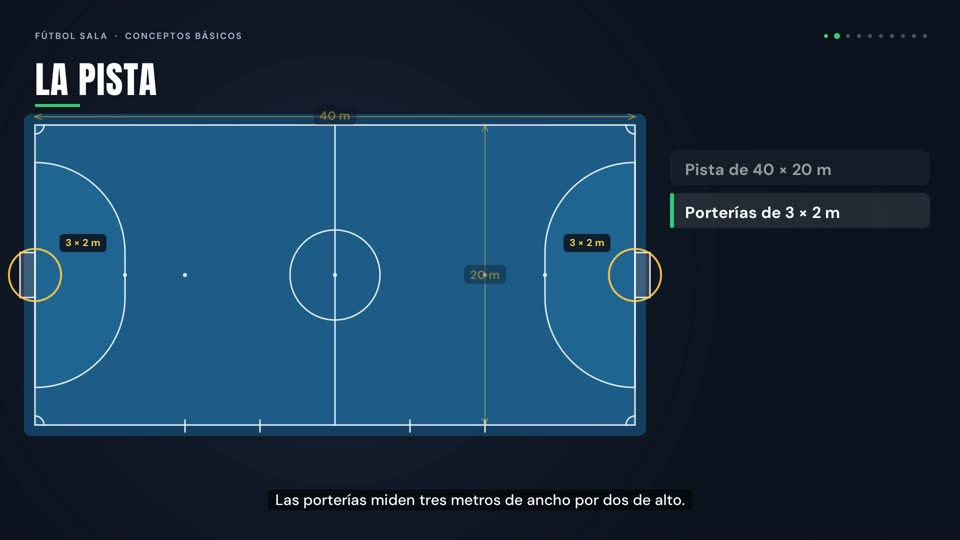 FÚTBOL SALA · CONCEPTOS BÁSICOS
LA PISTA
40 m
Pista de 40 × 20 m
Porterías de 3 × 2 m
3 × 2 m
3 × 2 m
20 m
Las porterías miden tres metros de ancho por dos de alto.